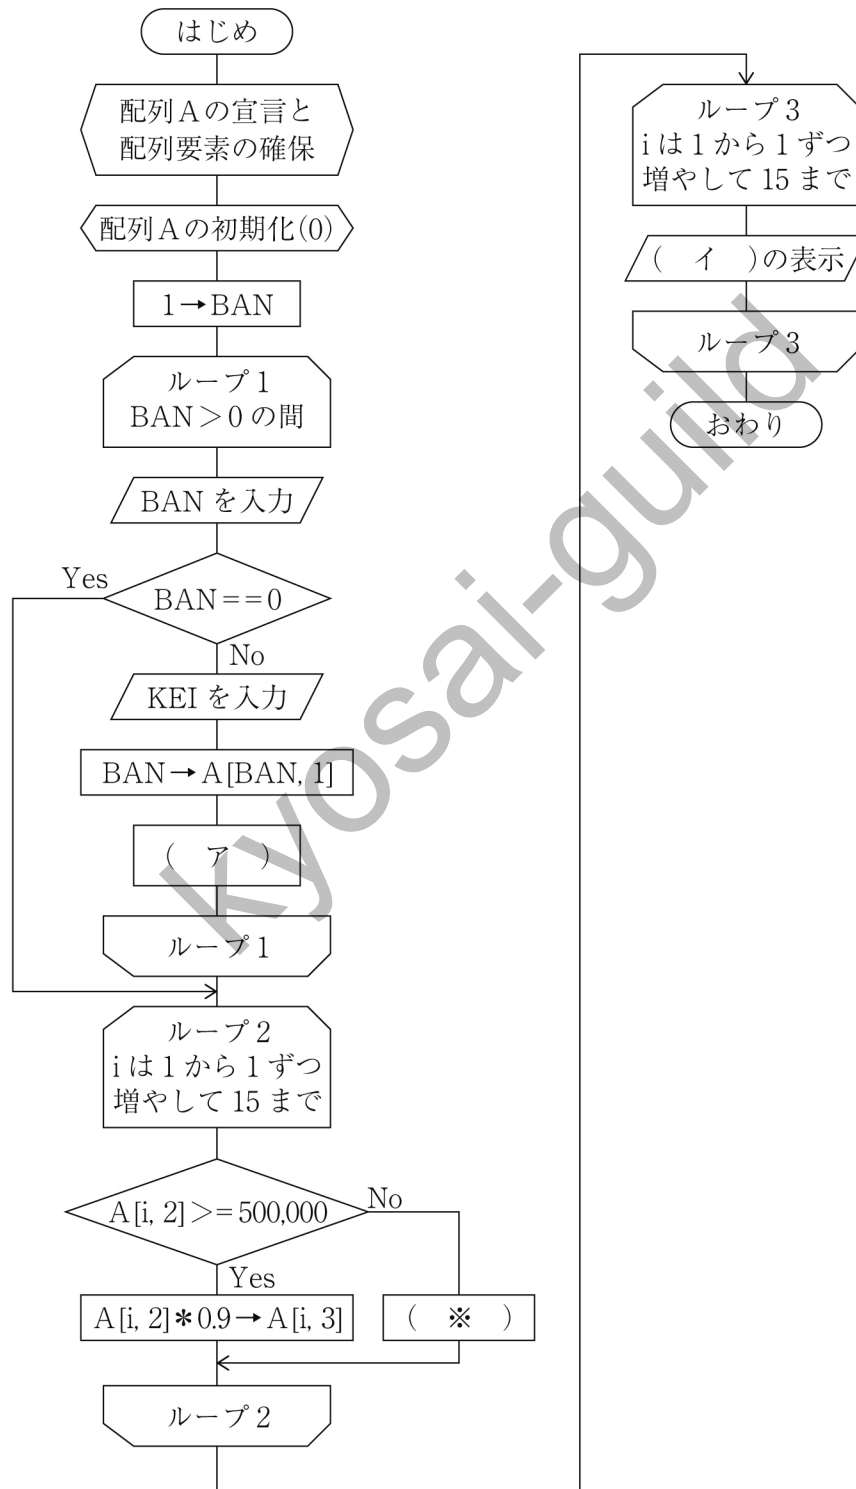 はじめ
配列Aの宣言と
配列要素の確保
配列Aの初期化(0)
1→BAN
ループ1
BAN>0の間
BANを入力
BAN==0
Yes
No
KEIを入力
BAN→A[BAN, 1]
( ア )
ループ1
ループ2
iは1から1ずつ
増やして15まで
A[i, 2]>=500,000
No
Yes
A[i, 2]*0.9→A[i, 3]
( ※ )
ループ2
ループ3
iは1から1ずつ
増やして15まで
( イ )の表示
ループ3
おわり
kyosai-guild